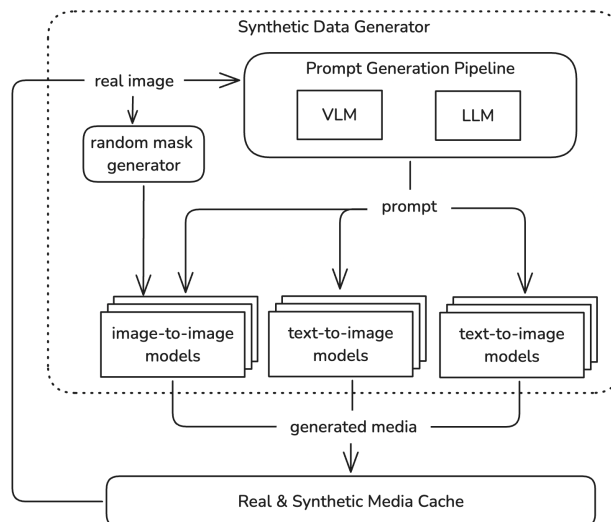 Synthetic Data Generator
real image
Prompt Generation Pipeline
VLM
LLM
random mask
generator
prompt
image-to-image
models
text-to-image
models
text-to-image
models
generated media
Real & Synthetic Media Cache